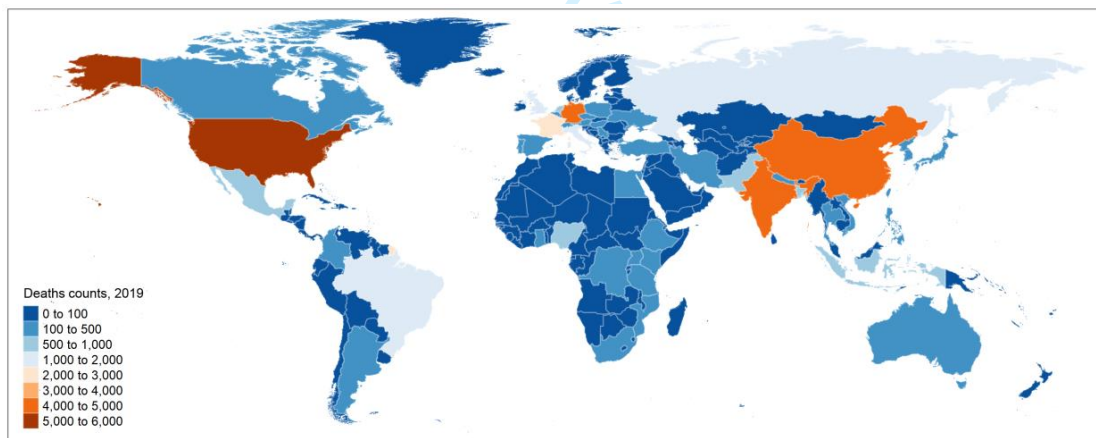 Deaths counts, 2019
0 to 100
100 to 500
500 to 1,000
1,000 to 2,000
2,000 to 3,000
3,000 to 4,000
4,000 to 5,000
5,000 to 6,000